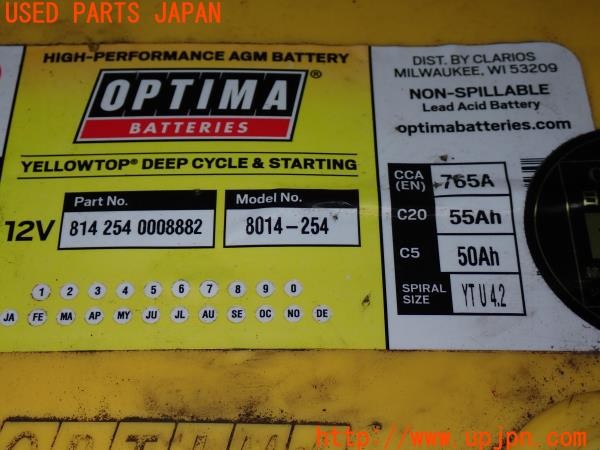 USED PARTS JAPAN
HIGH-PERFORMANCE AGM BATTERY
OPTIMA®
BATTERIES
YELLOWTOP® DEEP CYCLE & STARTING
12V
Part No.
814 254 0008882
Model No.
8014-254
1 2 3 4 5 6 7 8 9 0
JA FE MA AP MY JU JU AU SE OC NO DE
DIST. BY CLARIOS
MILWAUKEE, WI 53209
NON-SPILLABLE
Lead Acid Battery
optimabatteries.com
CCA (EN) 765A
C20 55Ah
C5 50Ah
SPIRAL SIZE YT U 4.2
OPTIMA
http://www.upjpn.com